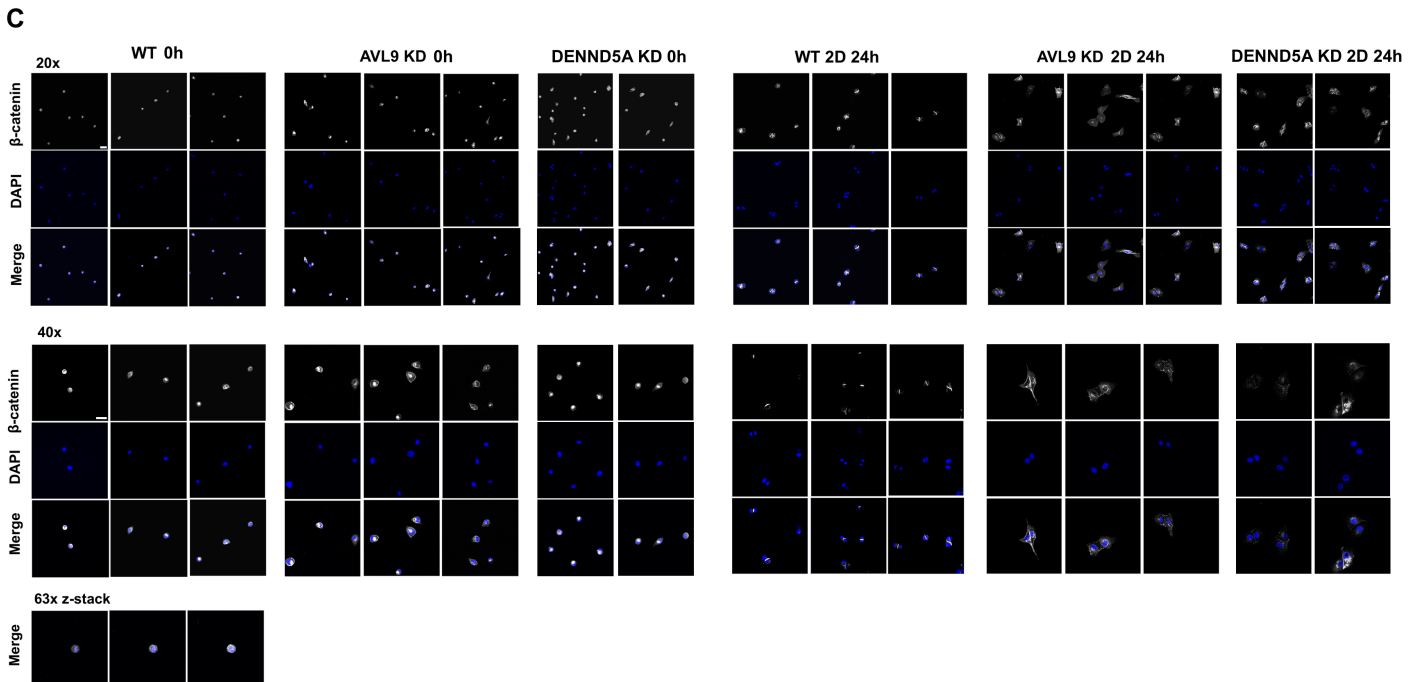 C
WT 0h
AVL9 KD 0h
DENND5A KD 0h
WT 2D 24h
AVL9 KD 2D 24h
DENND5A KD 2D 24h
20x
β-catenin
DAPI
Merge
40x
β-catenin
DAPI
Merge
63x z-stack
Merge